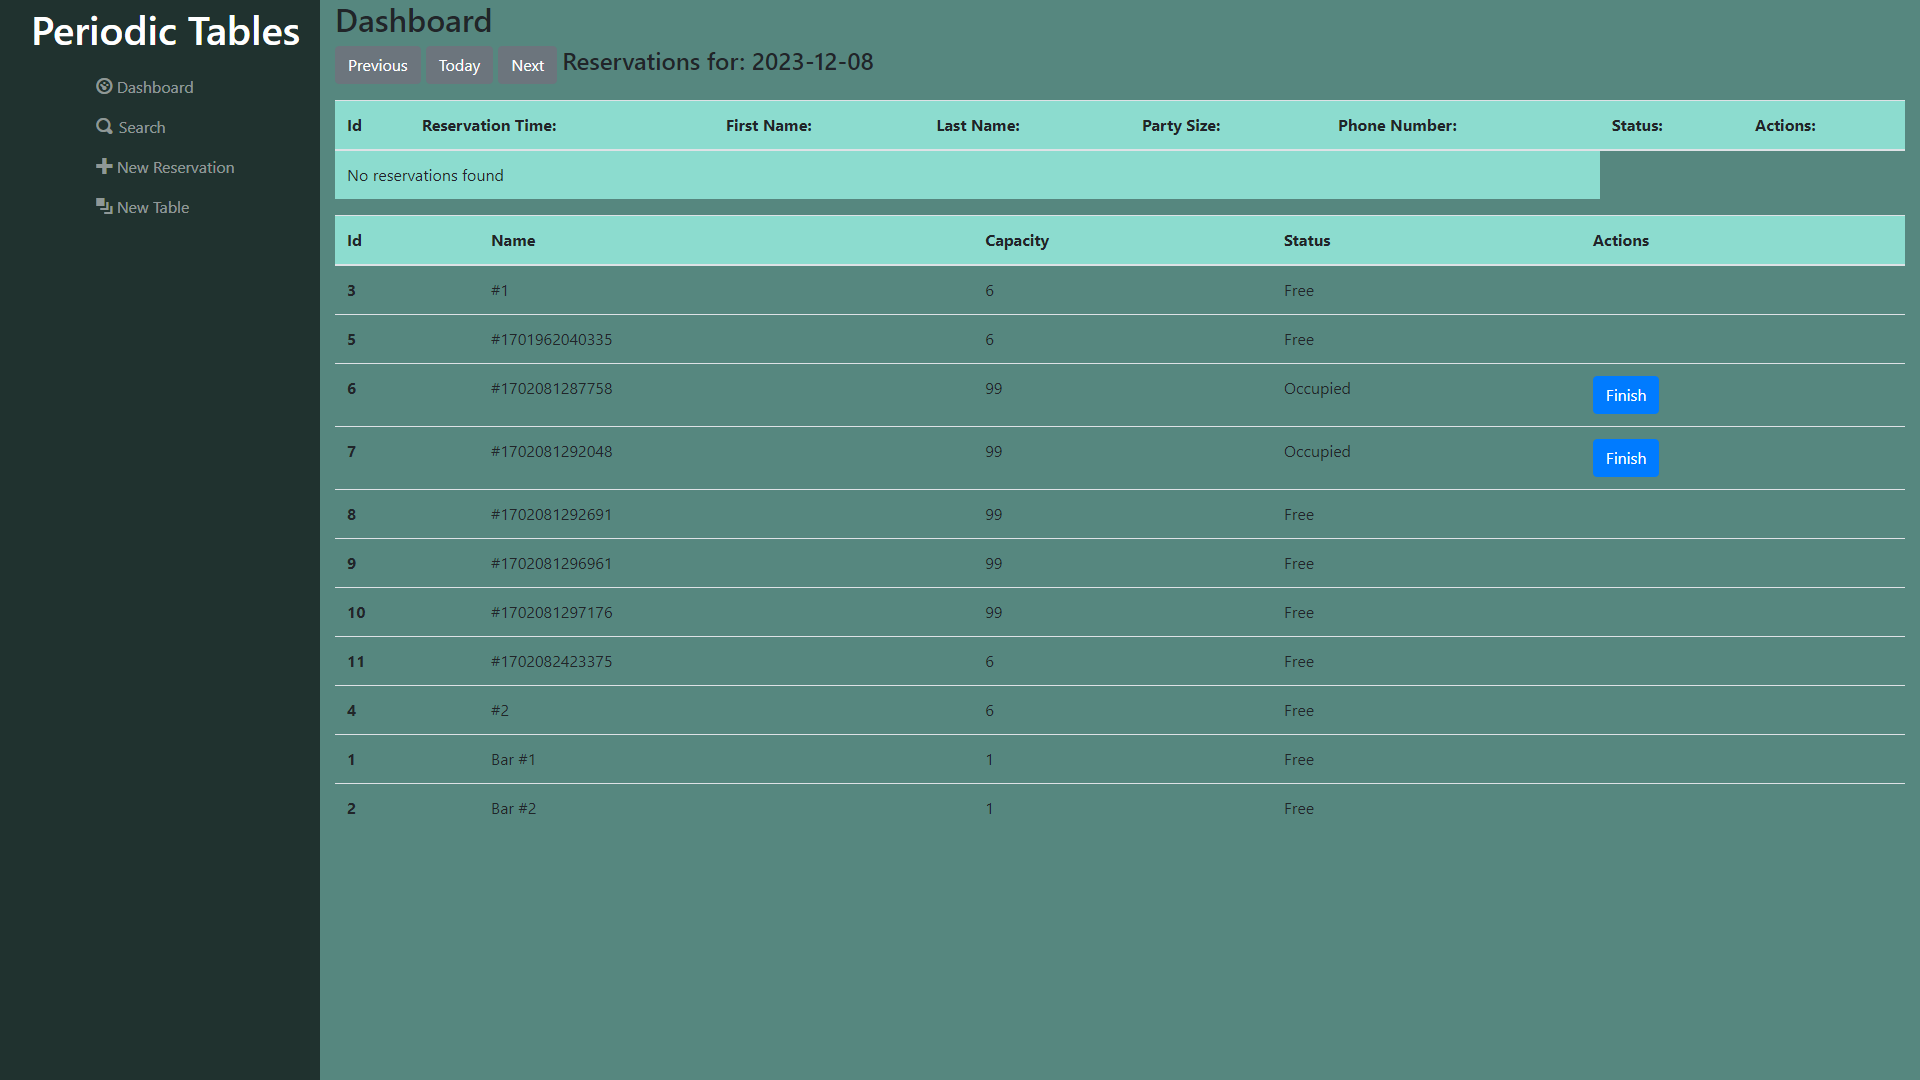 Periodic Tables
Dashboard
Search
New Reservation
New Table
Dashboard
Previous Today Next Reservations for: 2023-12-08
Id Reservation Time: First Name: Last Name: Party Size: Phone Number: Status: Actions:
No reservations found
Id Name Capacity Status Actions
3 #1 6 Free
5 #1701962040335 6 Free
6 #1702081287758 99 Occupied Finish
7 #1702081292048 99 Occupied Finish
8 #1702081292691 99 Free
9 #1702081296961 99 Free
10 #1702081297176 99 Free
11 #1702082423375 6 Free
4 #2 6 Free
1 Bar #1 1 Free
2 Bar #2 1 Free